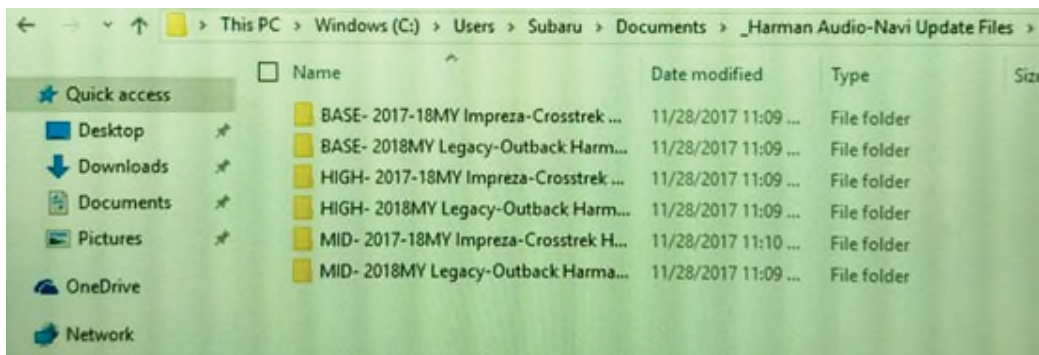 This PC > Windows (C:) > Users > Subaru > Documents > _Harman Audio-Navi Update Files >
Name Date modified Type Size
Quick access
Desktop
Downloads
Documents
Pictures
OneDrive
Network
BASE- 2017-18MY Impreza-Crosstrek ... 11/28/2017 11:09 ... File folder
BASE- 2018MY Legacy-Outback Harm... 11/28/2017 11:09 ... File folder
HIGH- 2017-18MY Impreza-Crosstrek ... 11/28/2017 11:09 ... File folder
HIGH- 2018MY Legacy-Outback Harm... 11/28/2017 11:09 ... File folder
MID- 2017-18MY Impreza-Crosstrek H... 11/28/2017 11:10 ... File folder
MID- 2018MY Legacy-Outback Harma... 11/28/2017 11:09 ... File folder